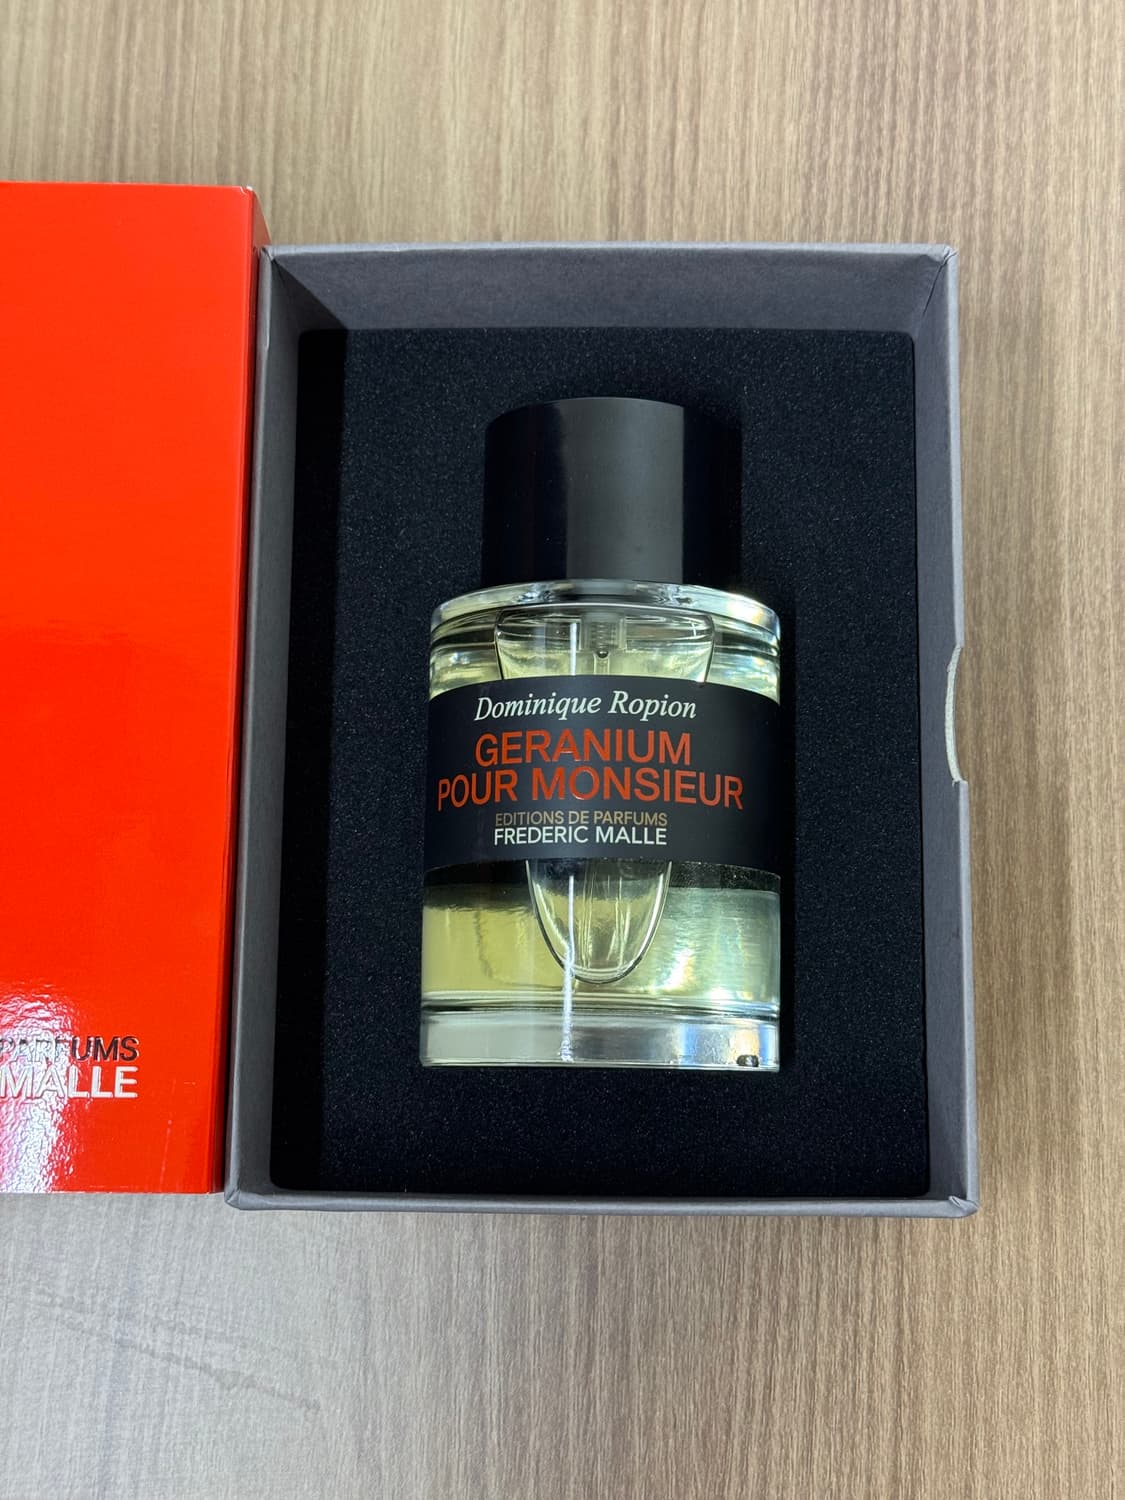 Dominique Ropion
GERANIUM
POUR MONSIEUR
EDITIONS DE PARFUMS
FREDERIC MALLE
PARFUMS
MALLE